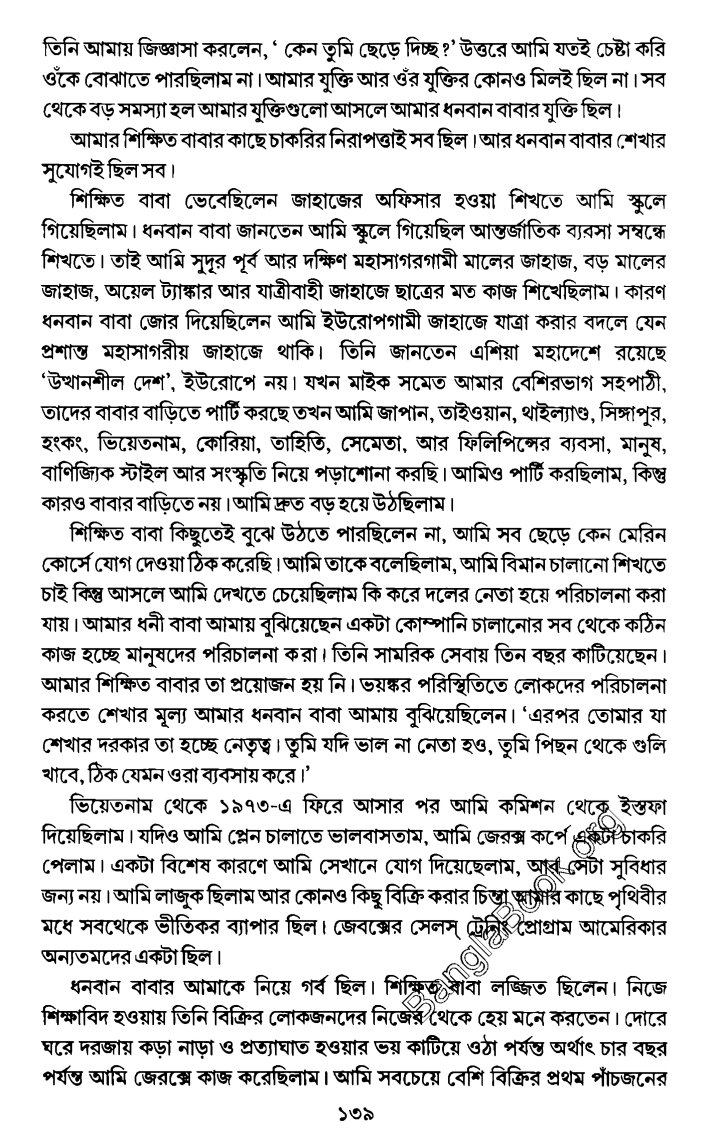 তিনি আমায় জিজ্ঞাসা করলেন, ‘ কেন তুমি ছেড়ে দিচ্ছ?’ উত্তরে আমি যতই চেষ্টা করি
ওঁকে বোঝাতে পারছিলাম না। আমার যুক্তি আর ওঁর যুক্তির কোনও মিলই ছিল না। সব
থেকে বড় সমস্যা হল আমার যুক্তিগুলো আসলে আমার ধনবান বাবার যুক্তি ছিল।
আমার শিক্ষিত বাবার কাছে চাকরির নিরাপত্তাই সব ছিল। আর ধনবান বাবার শেখার
সুযোগই ছিল সব।
শিক্ষিত বাবা ভেবেছিলেন জাহাজের অফিসার হওয়া শিখতে আমি স্কুলে
গিয়েছিলাম। ধনবান বাবা জানতেন আমি স্কুলে গিয়েছিল আন্তর্জাতিক ব্যবসা সম্বন্ধে
শিখতে। তাই আমি সুদূর পূর্ব আর দক্ষিণ মহাসাগরগামী মালের জাহাজ, বড় মালের
জাহাজ, অয়েল ট্যাঙ্কার আর যাত্রীবাহী জাহাজে ছাত্রের মত কাজ শিখেছিলাম। কারণ
ধনবান বাবা জোর দিয়েছিলেন আমি ইউরোপগামী জাহাজে যাত্রা করার বদলে যেন
প্রশান্ত মহাসাগরীয় জাহাজে থাকি। তিনি জানতেন এশিয়া মহাদেশে রয়েছে
‘উত্থানশীল দেশ’, ইউরোপে নয়। যখন মাইক সমেত আমার বেশিরভাগ সহপাঠী,
তাদের বাবার বাড়িতে পার্টি করছে তখন আমি জাপান, তাইওয়ান, থাইল্যাণ্ড, সিঙ্গাপুর,
হংকং, ভিয়েতনাম, কোরিয়া, তাহিতি, সেমেতা, আর ফিলিপিন্সের ব্যবসা, মানুষ,
বাণিজ্যিক স্টাইল আর সংস্কৃতি নিয়ে পড়াশোনা করছি। আমিও পার্টি করছিলাম, কিন্তু
কারও বাবার বাড়িতে নয়। আমি দ্রুত বড় হয়ে উঠছিলাম।
শিক্ষিত বাবা কিছুতেই বুঝে উঠতে পারছিলেন না, আমি সব ছেড়ে কেন মেরিন
কোর্সে যোগ দেওয়া ঠিক করেছি। আমি তাকে বলেছিলাম, আমি বিমান চালানো শিখতে
চাই কিন্তু আসলে আমি দেখতে চেয়েছিলাম কি করে দলের নেতা হয়ে পরিচালনা করা
যায়। আমার ধনী বাবা আমায় বুঝিয়েছেন একটা কোম্পানি চালানোর সব থেকে কঠিন
কাজ হচ্ছে মানুষদের পরিচালনা করা। তিনি সামরিক সেবায় তিন বছর কাটিয়েছেন।
আমার শিক্ষিত বাবার তা প্রয়োজন হয় নি। ভয়ঙ্কর পরিস্থিতিতে লোকদের পরিচালনা
করতে শেখার মূল্য আমার ধনবান বাবা আমায় বুঝিয়েছিলেন। ‘এরপর তোমার যা
শেখার দরকার তা হচ্ছে নেতৃত্ব। তুমি যদি ভাল না নেতা হও, তুমি পিছন থেকে গুলি
খাবে, ঠিক যেমন ওরা ব্যবসায় করে।’
ভিয়েতনাম থেকে ১৯৭৩-এ ফিরে আসার পর আমি কমিশন থেকে ইস্তফা
দিয়েছিলাম। যদিও আমি প্লেন চালাতে ভালবাসতাম, আমি জেরক্স কর্পে একটা চাকরি
পেলাম। একটা বিশেষ কারণে আমি সেখানে যোগ দিয়েছেলাম, আর সেটা সুবিধার
জন্য নয়। আমি লাজুক ছিলাম আর কোনও কিছু বিক্রি করার চিন্তা আমার কাছে পৃথিবীর
মধে সবথেকে ভীতিকর ব্যাপার ছিল। জেবক্সের সেলস্ ট্রেনিং প্রোগ্রাম আমেরিকার
অন্যতমদের একটা ছিল।
ধনবান বাবার আমাকে নিয়ে গর্ব ছিল। শিক্ষিত বাবা লজ্জিত ছিলেন। নিজে
শিক্ষাবিদ হওয়ায় তিনি বিক্রির লোকজনদের নিজের থেকে হেয় মনে করতেন। দোরে
ঘরে দরজায় কড়া নাড়া ও প্রত্যাঘাত হওয়ার ভয় কাটিয়ে ওঠা পর্যন্ত অর্থাৎ চার বছর
পর্যন্ত আমি জেরক্সে কাজ করেছিলাম। আমি সবচেয়ে বেশি বিক্রির প্রথম পাঁচজনের
১৩৯
BanglaBook.org